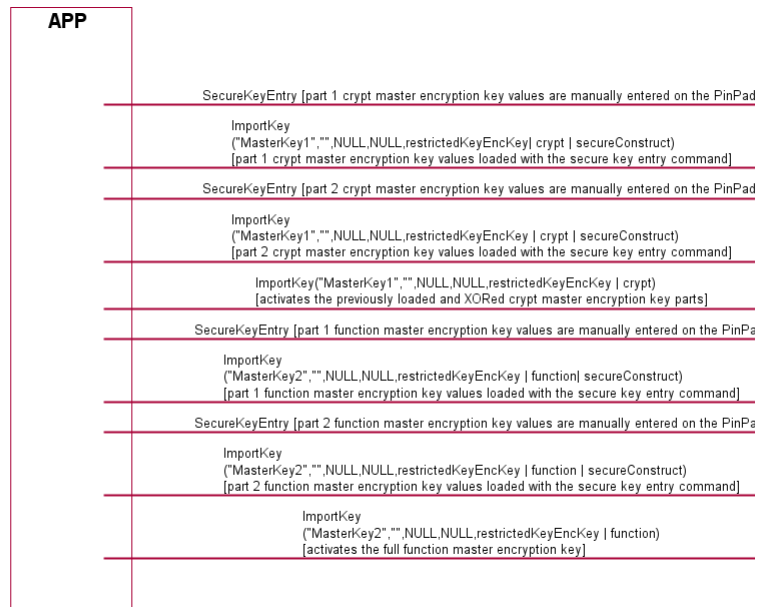 APP
SecureKeyEntry [part 1 crypt master encryption key values are manually entered on the PinPad
ImportKey
("MasterKey1","",NULL,NULL,restrictedKeyEncKey| crypt | secureConstruct)
[part 1 crypt master encryption key values loaded with the secure key entry command]
SecureKeyEntry [part 2 crypt master encryption key values are manually entered on the PinPad
ImportKey
("MasterKey1","",NULL,NULL,restrictedKeyEncKey | crypt | secureConstruct)
[part 2 crypt master encryption key values loaded with the secure key entry command]
ImportKey("MasterKey1","",NULL,NULL,restrictedKeyEncKey | crypt)
[activates the previously loaded and XORed crypt master encryption key parts]
SecureKeyEntry [part 1 function master encryption key values are manually entered on the PinPa
ImportKey
("MasterKey2","",NULL,NULL,restrictedKeyEncKey | function| secureConstruct)
[part 1 function master encryption key values loaded with the secure key entry command]
SecureKeyEntry [part 2 function master encryption key values are manually entered on the PinPa
ImportKey
("MasterKey2","",NULL,NULL,restrictedKeyEncKey | function | secureConstruct)
[part 2 function master encryption key values loaded with the secure key entry command]
ImportKey
("MasterKey2","",NULL,NULL,restrictedKeyEncKey | function)
[activates the full function master encryption key]